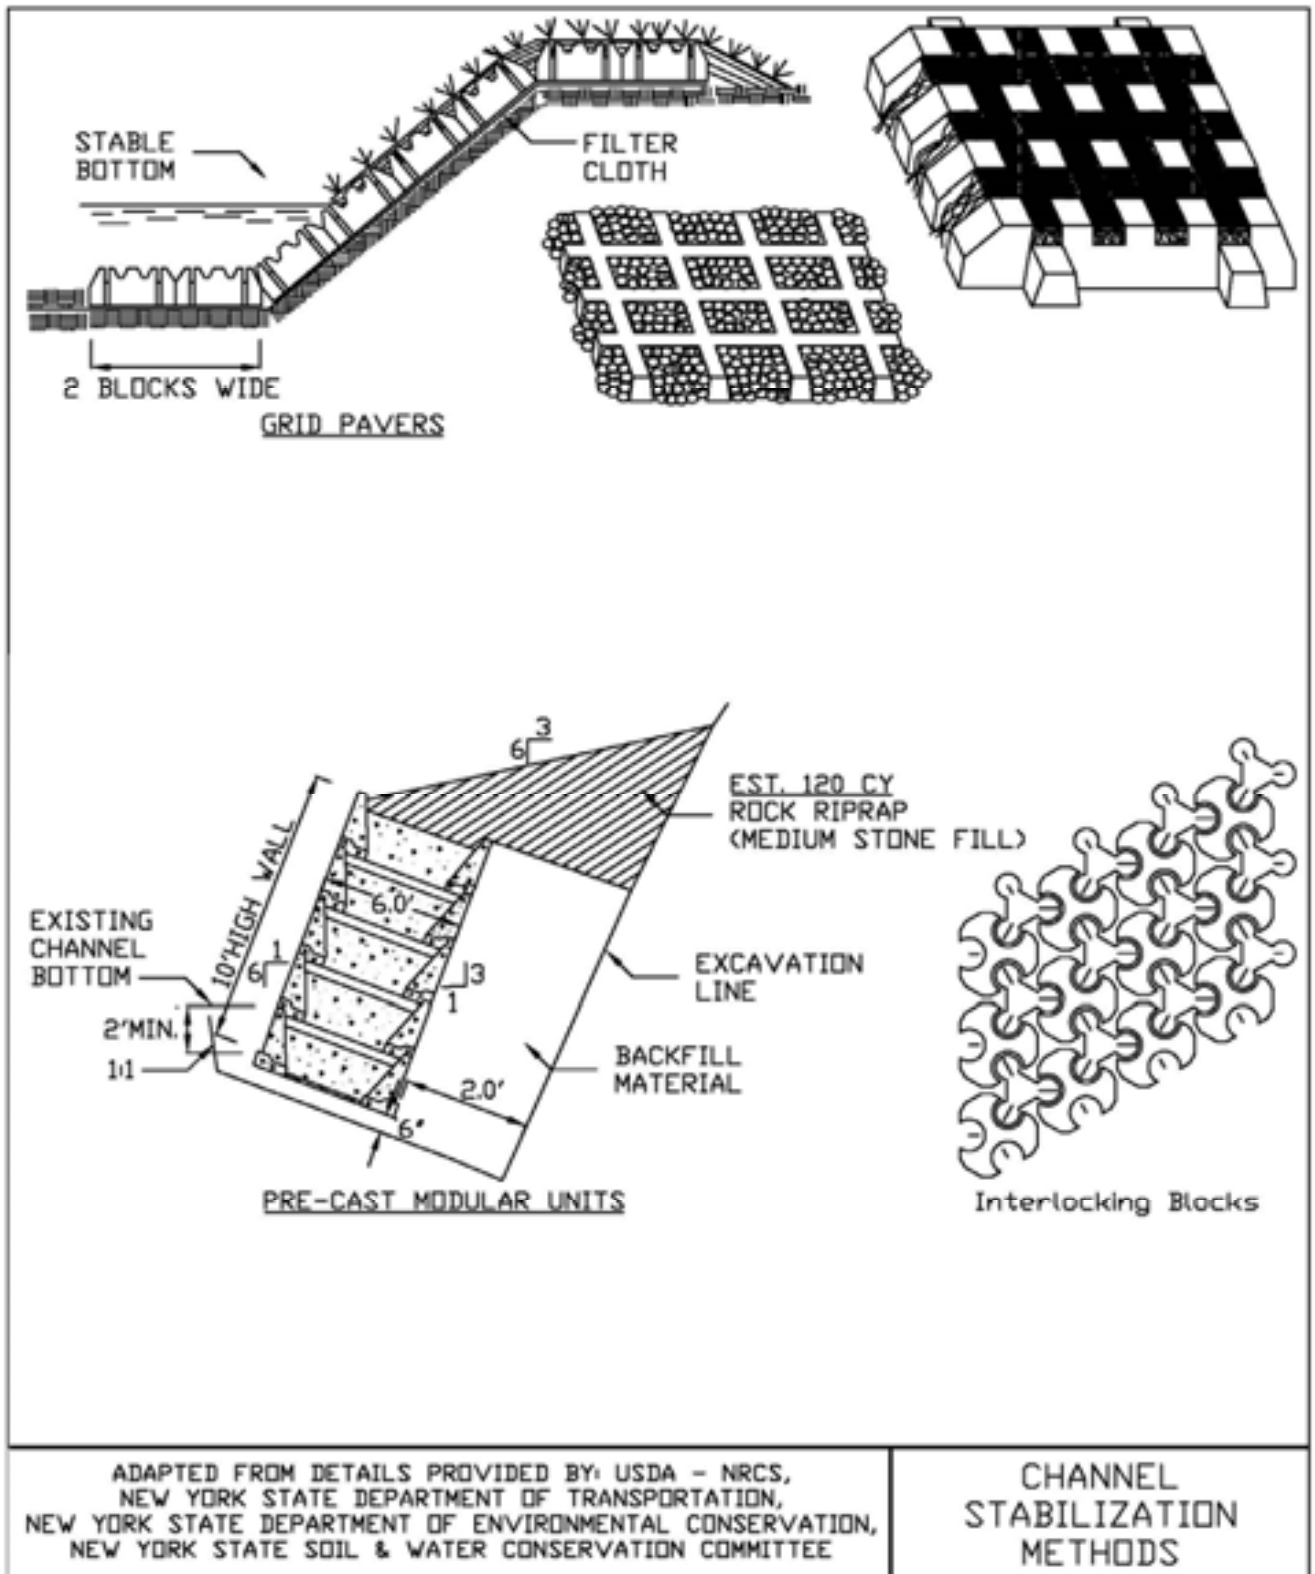 STABLE
BOTTOM
FILTER
CLOTH
2 BLOCKS WIDE
GRID PAVERS
3
6
EST. 120 CY
ROCK RIPRAP
(MEDIUM STONE FILL)
10'HIGH WALL
6.0'
EXISTING
CHANNEL
BOTTOM
1
6
3
1
EXCAVATION
LINE
2'MIN.
1:1
BACKFILL
MATERIAL
2.0'
6"
PRE-CAST MODULAR UNITS
Interlocking Blocks
ADAPTED FROM DETAILS PROVIDED BY: USDA - NRCS,
NEW YORK STATE DEPARTMENT OF TRANSPORTATION,
NEW YORK STATE DEPARTMENT OF ENVIRONMENTAL CONSERVATION,
NEW YORK STATE SOIL & WATER CONSERVATION COMMITTEE
CHANNEL
STABILIZATION
METHODS